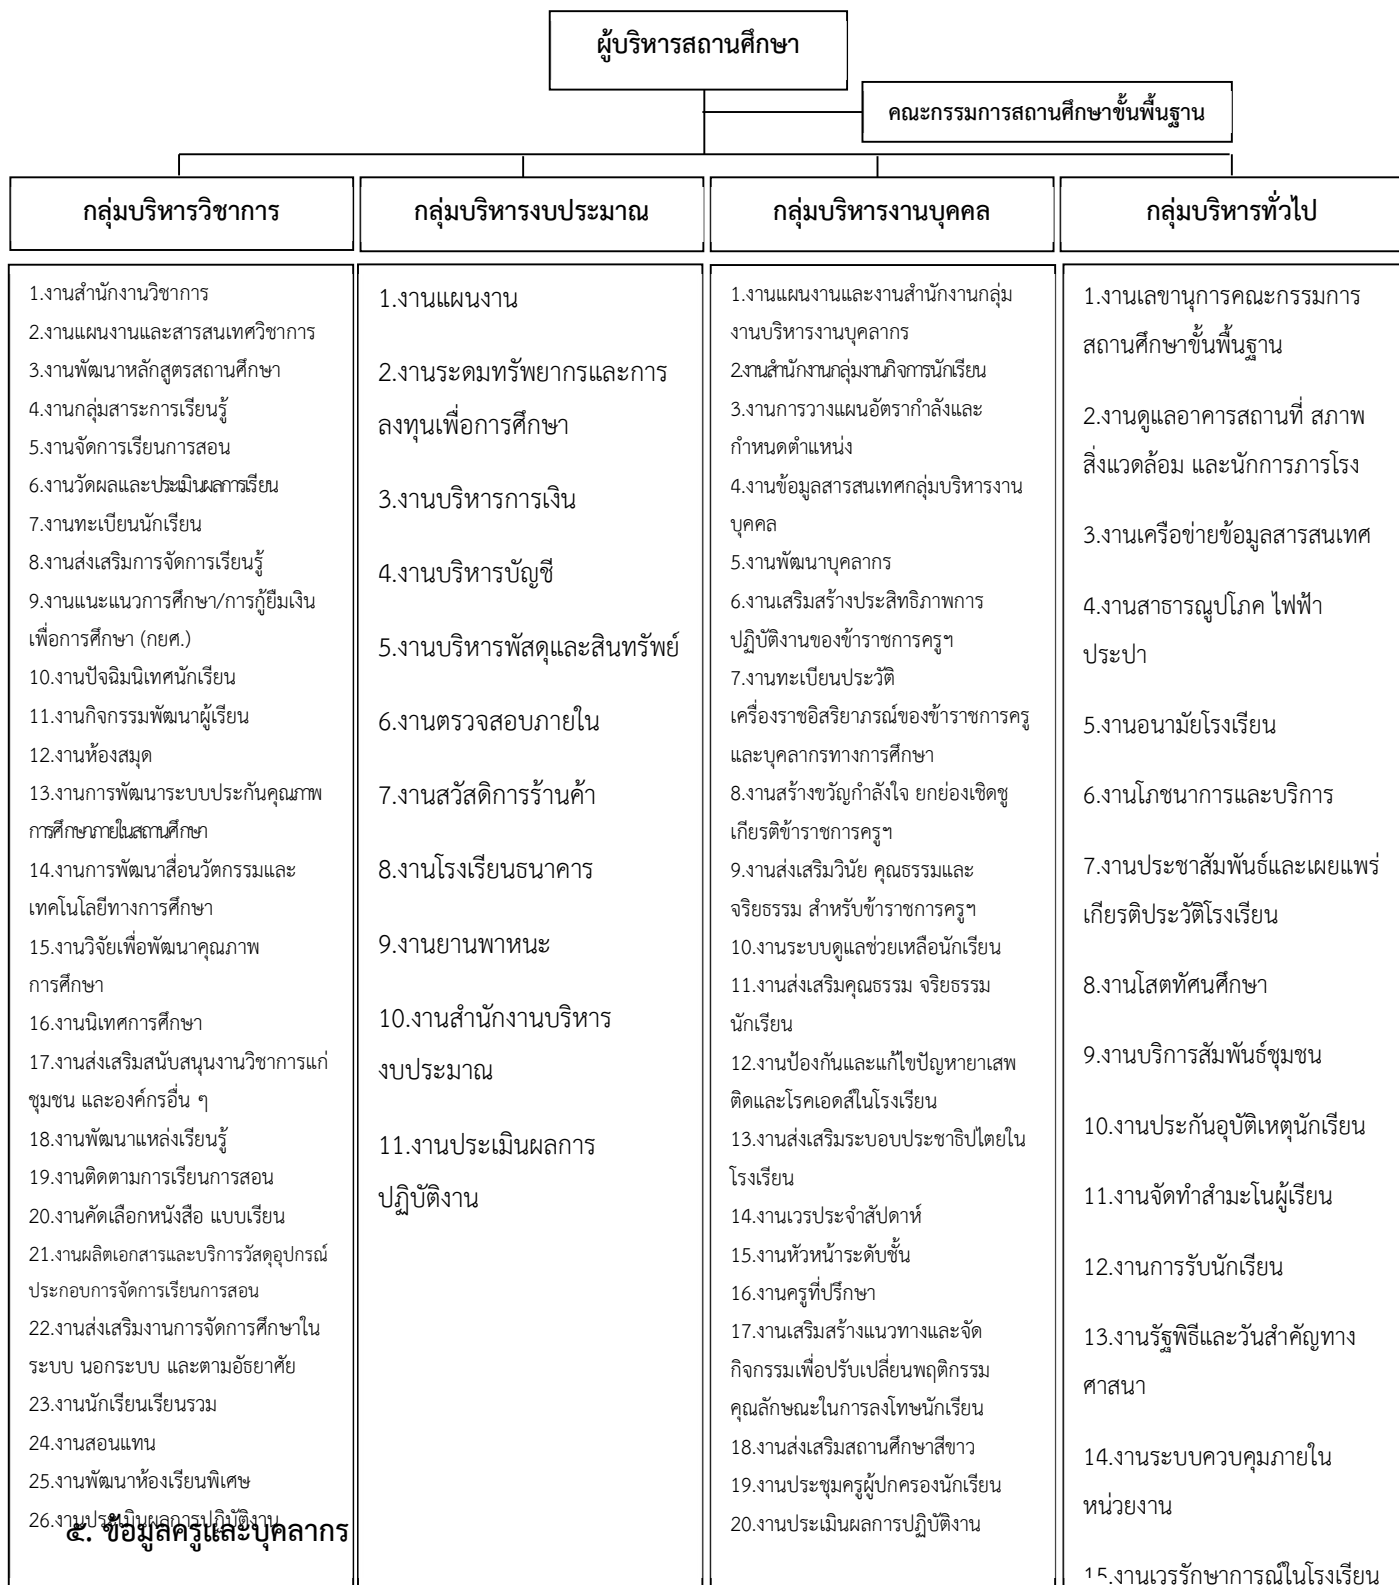 ผู้บริหารสถานศึกษา
คณะกรรมการสถานศึกษาขั้นพื้นฐาน
กลุ่มบริหารวิชาการ
กลุ่มบริหารงบประมาณ
กลุ่มบริหารงานบุคคล
กลุ่มบริหารทั่วไป
1.งานสำนักงานวิชาการ
2.งานแผนงานและสารสนเทศวิชาการ
3.งานพัฒนาหลักสูตรสถานศึกษา
4.งานกลุ่มสาระการเรียนรู้
5.งานจัดการเรียนการสอน
6.งานวัดผลและประเมินผลการเรียน
7.งานทะเบียนนักเรียน
8.งานส่งเสริมการจัดการเรียนรู้
9.งานแนะแนวการศึกษา/การกู้ยืมเงิน
เพื่อการศึกษา (กยศ.)
10.งานปัจฉิมนิเทศนักเรียน
11.งานกิจกรรมพัฒนาผู้เรียน
12.งานห้องสมุด
13.งานการพัฒนาระบบประกันคุณภาพ
การศึกษาภายในสถานศึกษา
14.งานการพัฒนาสื่อนวัตกรรมและ
เทคโนโลยีทางการศึกษา
15.งานวิจัยเพื่อพัฒนาคุณภาพ
การศึกษา
16.งานนิเทศการศึกษา
17.งานส่งเสริมสนับสนุนงานวิชาการแก่
ชุมชน และองค์กรอื่น ๆ
18.งานพัฒนาแหล่งเรียนรู้
19.งานติดตามการเรียนการสอน
20.งานคัดเลือกหนังสือ แบบเรียน
21.งานผลิตเอกสารและบริการวัสดุอุปกรณ์
ประกอบการจัดการเรียนการสอน
22.งานส่งเสริมงานการจัดการศึกษาใน
ระบบ นอกระบบ และตามอัธยาศัย
23.งานนักเรียนเรียนรวม
24.งานสอนแทน
25.งานพัฒนาห้องเรียนพิเศษ
26.งานประเมินผลการปฏิบัติงาน
1.งานแผนงาน
2.งานระดมทรัพยากรและการ
ลงทุนเพื่อการศึกษา
3.งานบริหารการเงิน
4.งานบริหารบัญชี
5.งานบริหารพัสดุและสินทรัพย์
6.งานตรวจสอบภายใน
7.งานสวัสดิการร้านค้า
8.งานโรงเรียนธนาคาร
9.งานยานพาหนะ
10.งานสำนักงานบริหาร
งบประมาณ
11.งานประเมินผลการ
ปฏิบัติงาน
1.งานแผนงานและงานสำนักงานกลุ่ม
งานบริหารงานบุคลากร
2.งานสำนักงานกลุ่มงานกิจการนักเรียน
3.งานการวางแผนอัตรากำลังและ
กำหนดตำแหน่ง
4.งานข้อมูลสารสนเทศกลุ่มบริหารงาน
บุคคล
5.งานพัฒนาบุคลากร
6.งานเสริมสร้างประสิทธิภาพการ
ปฏิบัติงานของข้าราชการครูฯ
7.งานทะเบียนประวัติ
เครื่องราชอิสริยาภรณ์ของข้าราชการครู
และบุคลากรทางการศึกษา
8.งานสร้างขวัญกำลังใจ ยกย่องเชิดชู
เกียรติข้าราชการครูฯ
9.งานส่งเสริมวินัย คุณธรรมและ
จริยธรรม สำหรับข้าราชการครูฯ
10.งานระบบดูแลช่วยเหลือนักเรียน
11.งานส่งเสริมคุณธรรม จริยธรรม
นักเรียน
12.งานป้องกันและแก้ไขปัญหายาเสพ
ติดและโรคเอดส์ในโรงเรียน
13.งานส่งเสริมระบอบประชาธิปไตยใน
โรงเรียน
14.งานเวรประจำสัปดาห์
15.งานหัวหน้าระดับชั้น
16.งานครูที่ปรึกษา
17.งานเสริมสร้างแนวทางและจัด
กิจกรรมเพื่อปรับเปลี่ยนพฤติกรรม
คุณลักษณะในการลงโทษนักเรียน
18.งานส่งเสริมสถานศึกษาสีขาว
19.งานประชุมครูผู้ปกครองนักเรียน
20.งานประเมินผลการปฏิบัติงาน
1.งานเลขานุการคณะกรรมการ
สถานศึกษาขั้นพื้นฐาน
2.งานดูแลอาคารสถานที่ สภาพ
สิ่งแวดล้อม และนักการภารโรง
3.งานเครือข่ายข้อมูลสารสนเทศ
4.งานสาธารณูปโภค ไฟฟ้า
ประปา
5.งานอนามัยโรงเรียน
6.งานโภชนาการและบริการ
7.งานประชาสัมพันธ์และเผยแพร่
เกียรติประวัติโรงเรียน
8.งานโสตทัศนศึกษา
9.งานบริการสัมพันธ์ชุมชน
10.งานประกันอุบัติเหตุนักเรียน
11.งานจัดทำสำมะโนผู้เรียน
12.งานการรับนักเรียน
13.งานรัฐพิธีและวันสำคัญทาง
ศาสนา
14.งานระบบควบคุมภายใน
หน่วยงาน
15.งานเวรรักษาการณ์ในโรงเรียน
๕. ข้อมูลครูและบุคลากร